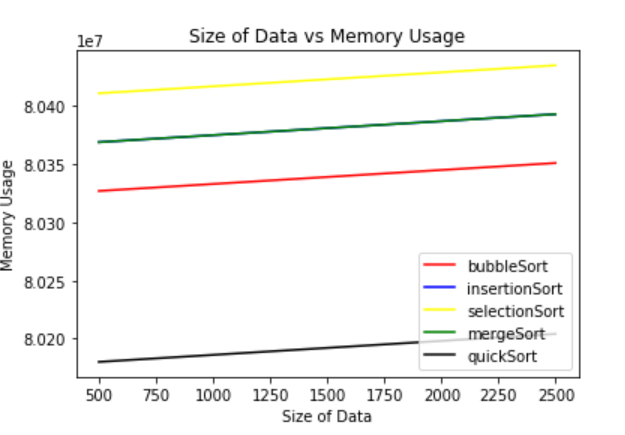 Size of Data vs Memory Usage
1e7
8.040
8.035
8.030
8.025
8.020
Memory Usage
bubbleSort
insertionSort
selectionSort
mergeSort
quickSort
500 750 1000 1250 1500 1750 2000 2250 2500
Size of Data